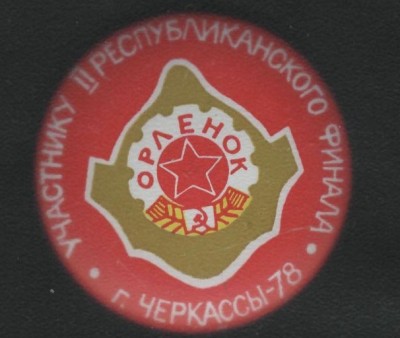 УЧАСТНИКУ II РЕСПУБЛИКАНСКОГО ФИНАЛА
ОРЛЕНОК
г. ЧЕРКАССЫ-78